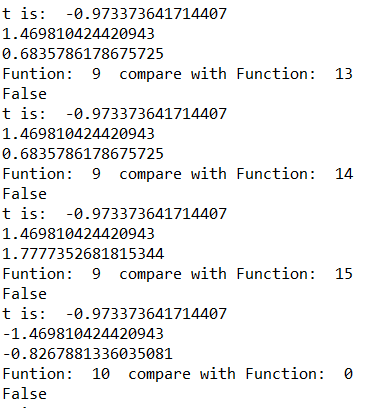 t is:  -0.973373641714407
1.469810424420943
0.6835786178675725
Funtion:  9  compare with Function:  13
False
t is:  -0.973373641714407
1.469810424420943
0.6835786178675725
Funtion:  9  compare with Function:  14
False
t is:  -0.973373641714407
1.469810424420943
1.7777352681815344
Funtion:  9  compare with Function:  15
False
t is:  -0.973373641714407
-1.469810424420943
-0.8267881336035081
Funtion:  10  compare with Function:  0
False